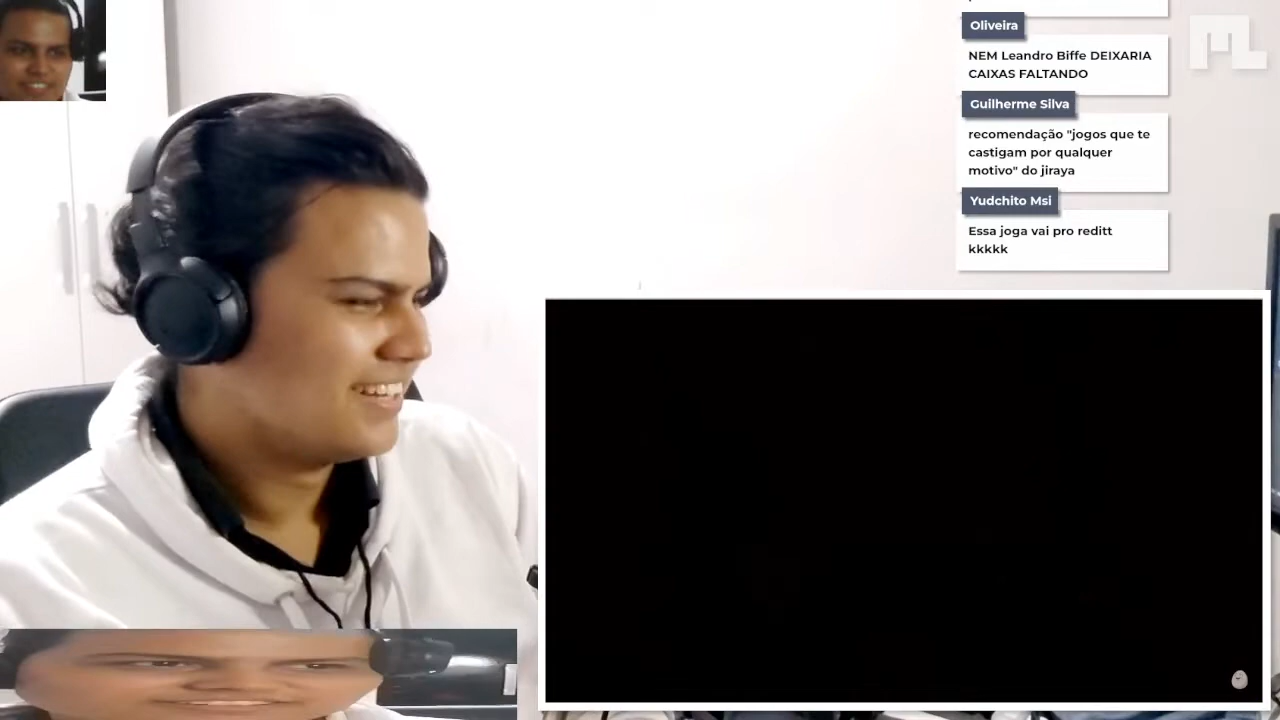 Oliveira
NEM Leandro Biffe DEIXARIA
CAIXAS FALTANDO
Guilherme Silva
recomendação "jogos que te
castigam por qualquer
motivo" do jiraya
Yudchito Msi
Essa joga vai pro reditt
kkkkk